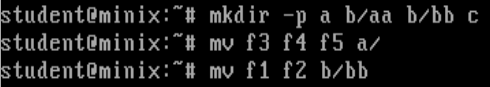 student@minix:~# mkdir -p a b/aa b/bb c
student@minix:~# mv f3 f4 f5 a/
student@minix:~# mv f1 f2 b/bb